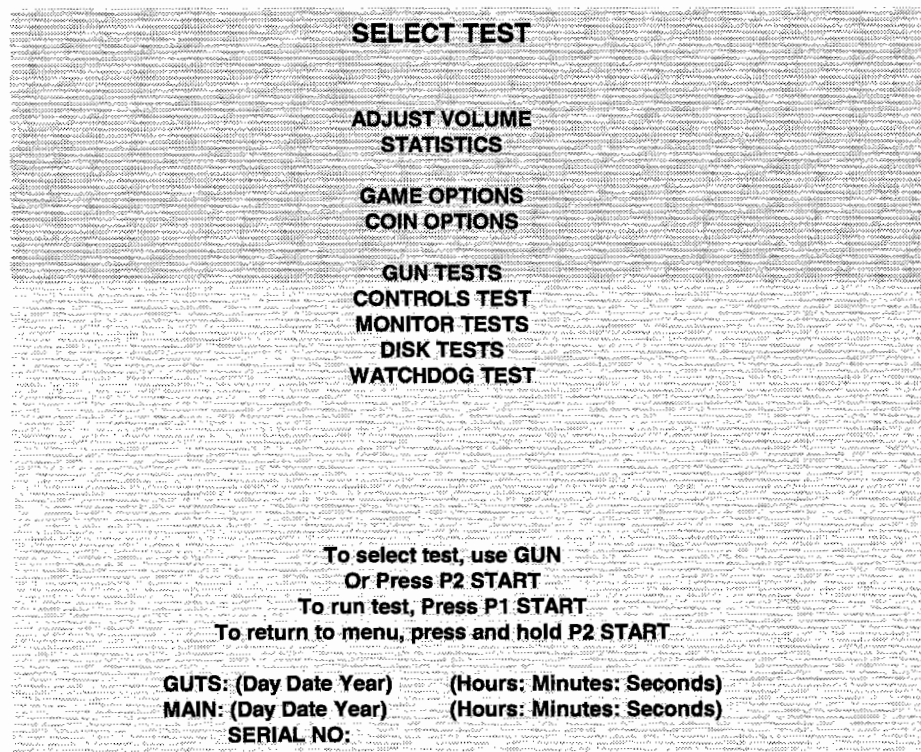 SELECT TEST
ADJUST VOLUME
STATISTICS
GAME OPTIONS
COIN OPTIONS
GUN TESTS
CONTROLS TEST
MONITOR TESTS
DISK TESTS
WATCHDOG TEST
To select test, use GUN
Or Press P2 START
To run test, Press P1 START
To return to menu, press and hold P2 START
GUTS: (Day Date Year) (Hours: Minutes: Seconds)
MAIN: (Day Date Year) (Hours: Minutes: Seconds)
SERIAL NO: